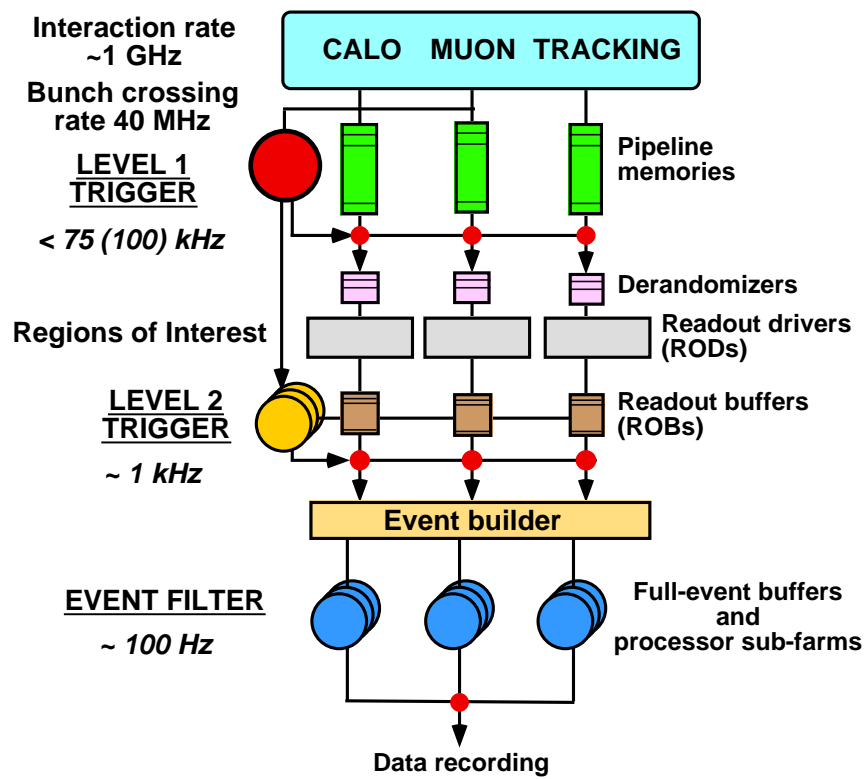 Interaction rate
~1 GHz
CALO MUON TRACKING
Bunch crossing
rate 40 MHz
LEVEL 1
TRIGGER
< 75 (100) kHz
Pipeline
memories
Derandomizers
Regions of Interest
Readout drivers
(RODs)
LEVEL 2
TRIGGER
~ 1 kHz
Readout buffers
(ROBs)
Event builder
EVENT FILTER
~ 100 Hz
Full-event buffers
and
processor sub-farms
Data recording